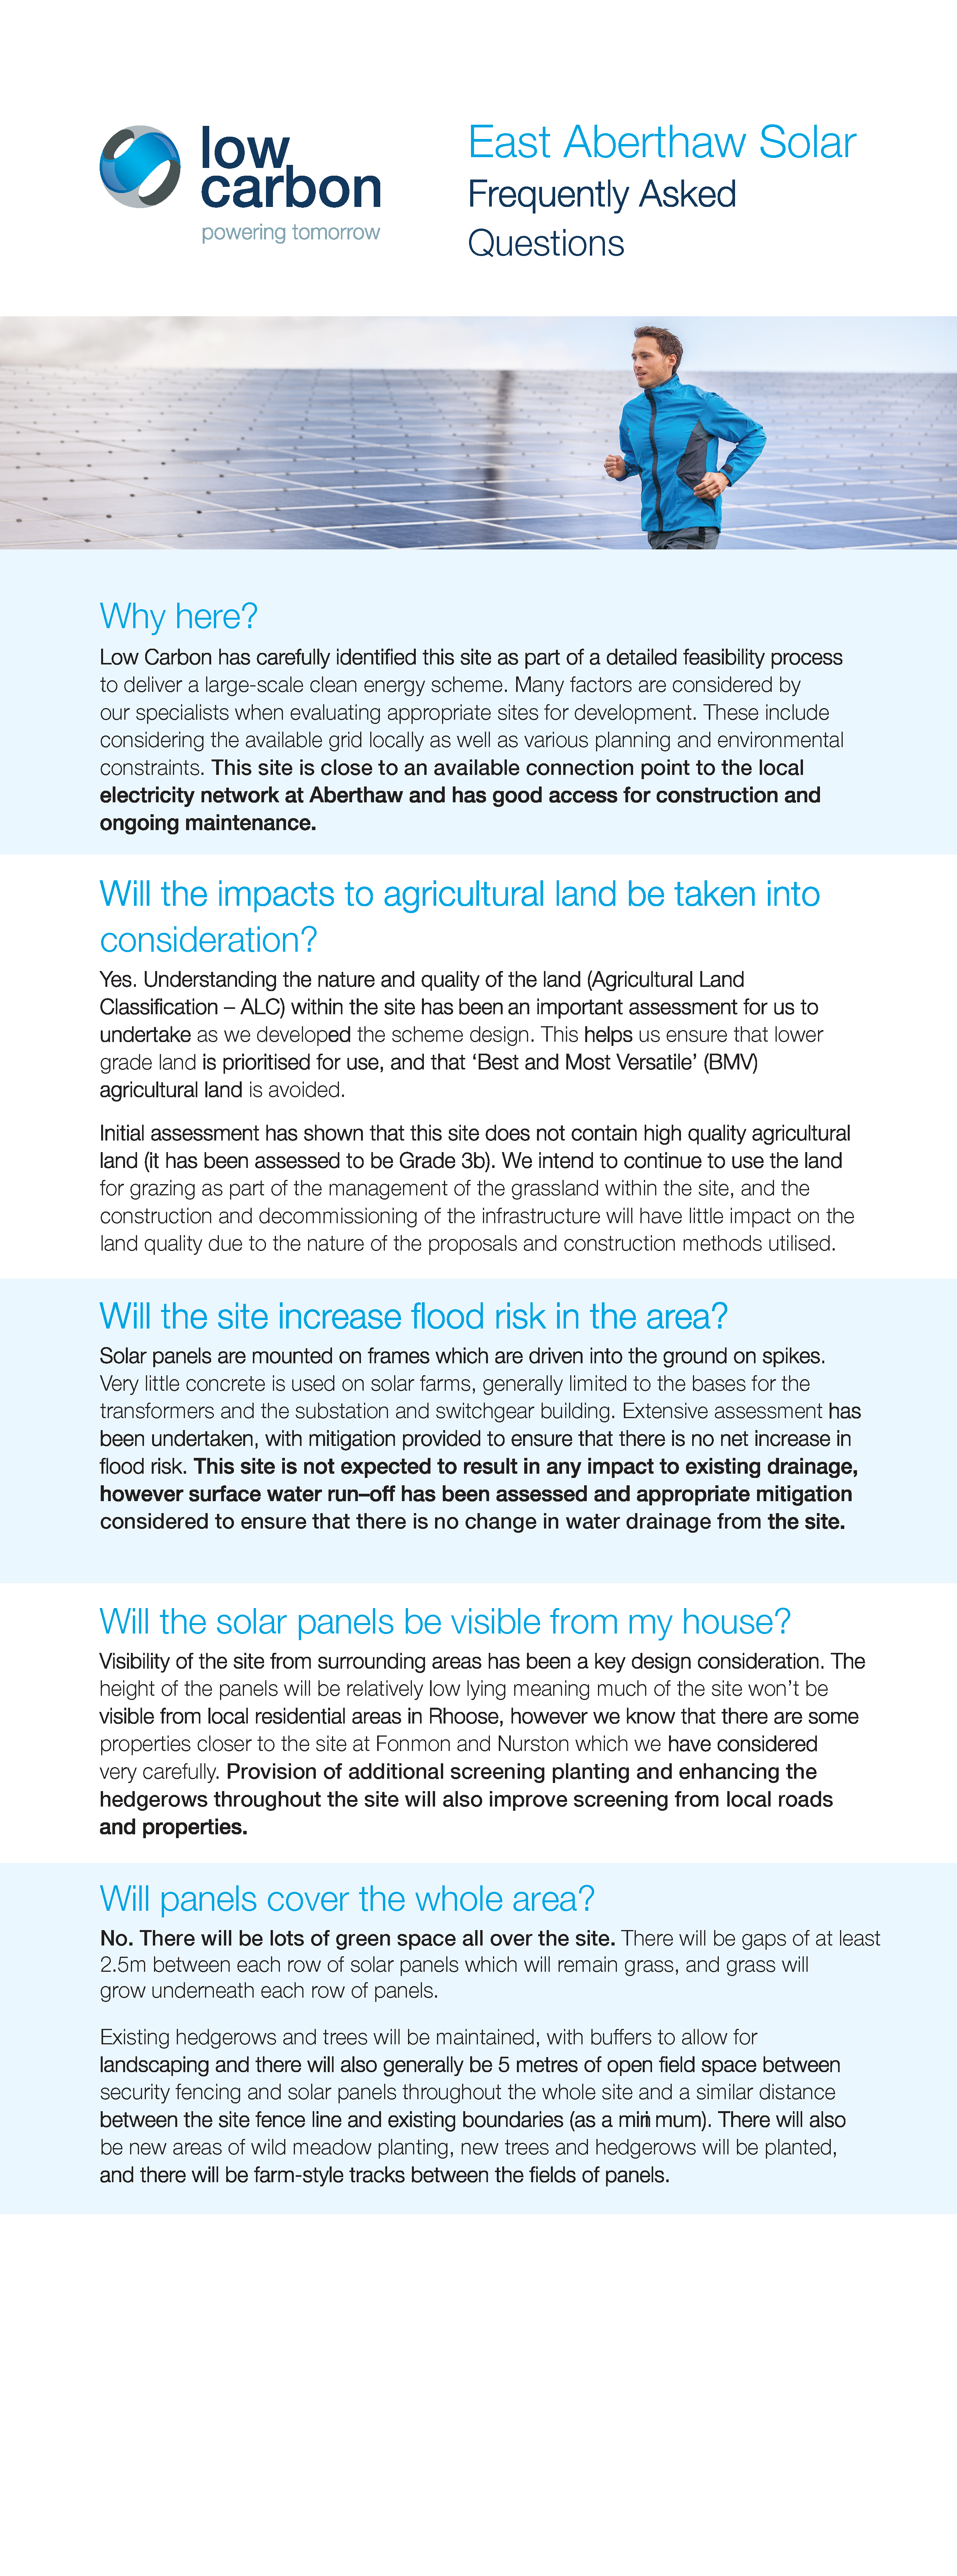 low
carbon
powering tomorrow
East Aberthaw Solar
Frequently Asked
Questions
Why here?
Low Carbon has carefully identified this site as part of a detailed feasibility process
to deliver a large-scale clean energy scheme. Many factors are considered by
our specialists when evaluating appropriate sites for development. These include
considering the available grid locally as well as various planning and environmental
constraints. This site is close to an available connection point to the local
electricity network at Aberthaw and has good access for construction and
ongoing maintenance.
Will the impacts to agricultural land be taken into
consideration?
Yes. Understanding the nature and quality of the land (Agricultural Land
Classification – ALC) within the site has been an important assessment for us to
undertake as we developed the scheme design. This helps us ensure that lower
grade land is prioritised for use, and that ‘Best and Most Versatile’ (BMV)
agricultural land is avoided.
Initial assessment has shown that this site does not contain high quality agricultural
land (it has been assessed to be Grade 3b). We intend to continue to use the land
for grazing as part of the management of the grassland within the site, and the
construction and decommissioning of the infrastructure will have little impact on the
land quality due to the nature of the proposals and construction methods utilised.
Will the site increase flood risk in the area?
Solar panels are mounted on frames which are driven into the ground on spikes.
Very little concrete is used on solar farms, generally limited to the bases for the
transformers and the substation and switchgear building. Extensive assessment has
been undertaken, with mitigation provided to ensure that there is no net increase in
flood risk. This site is not expected to result in any impact to existing drainage,
however surface water run–off has been assessed and appropriate mitigation
considered to ensure that there is no change in water drainage from the site.
Will the solar panels be visible from my house?
Visibility of the site from surrounding areas has been a key design consideration. The
height of the panels will be relatively low lying meaning much of the site won’t be
visible from local residential areas in Rhoose, however we know that there are some
properties closer to the site at Fonmon and Nurston which we have considered
very carefully. Provision of additional screening planting and enhancing the
hedgerows throughout the site will also improve screening from local roads
and properties.
Will panels cover the whole area?
No. There will be lots of green space all over the site. There will be gaps of at least
2.5m between each row of solar panels which will remain grass, and grass will
grow underneath each row of panels.
Existing hedgerows and trees will be maintained, with buffers to allow for
landscaping and there will also generally be 5 metres of open field space between
security fencing and solar panels throughout the whole site and a similar distance
between the site fence line and existing boundaries (as a minimum). There will also
be new areas of wild meadow planting, new trees and hedgerows will be planted,
and there will be farm-style tracks between the fields of panels.